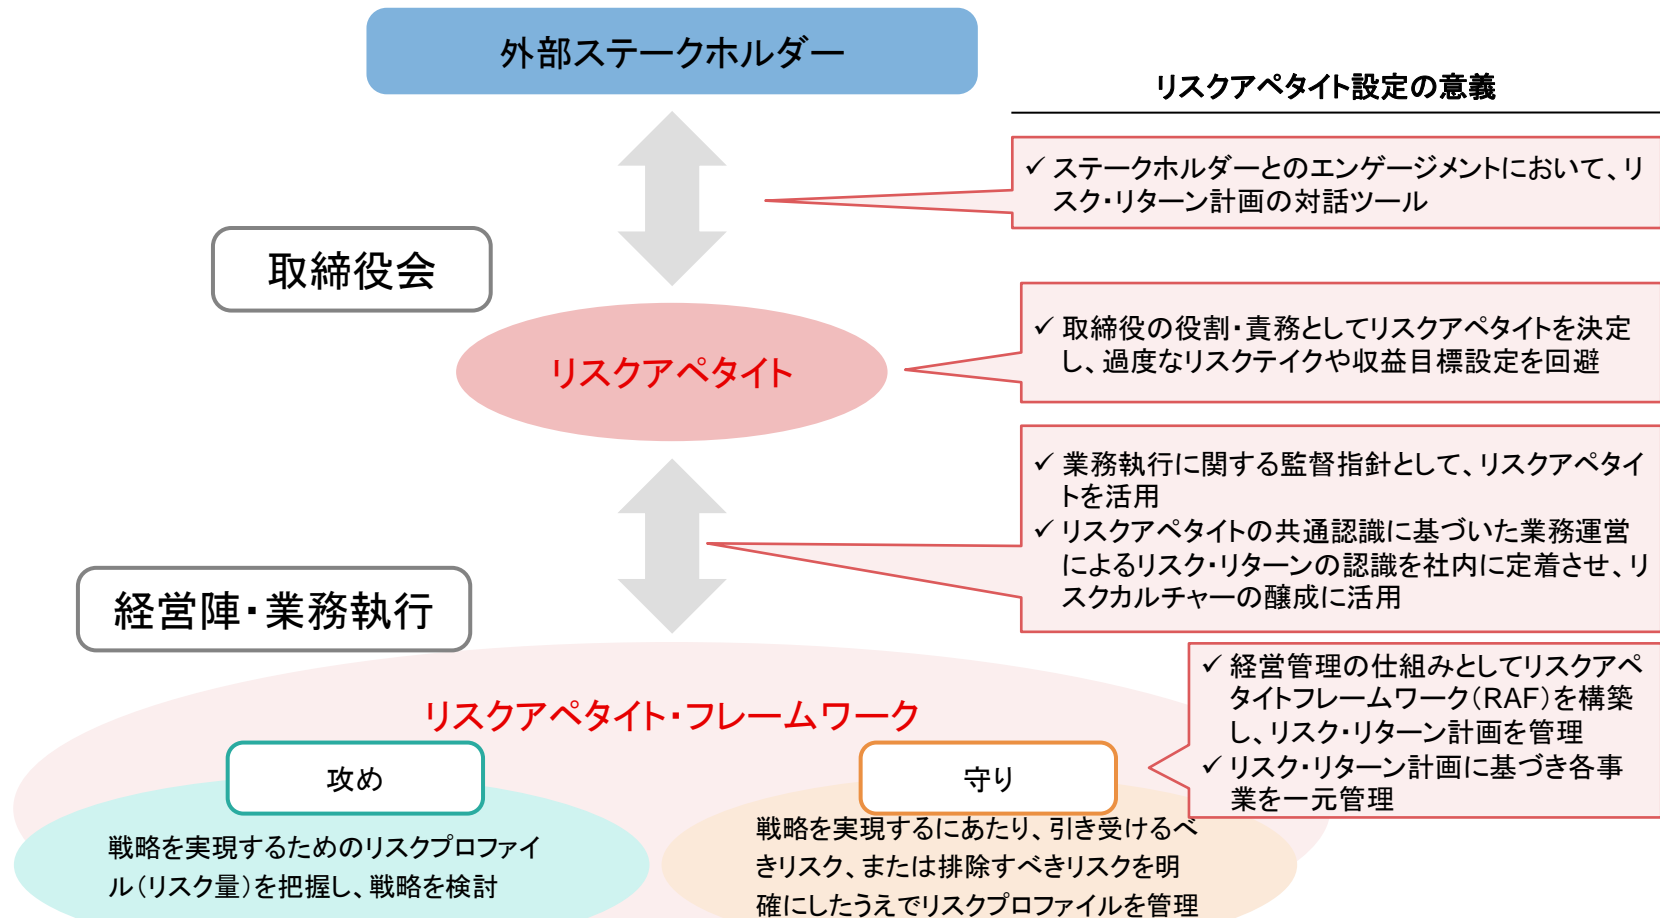 外部ステークホルダー
リスクアペタイト設定の意義
✓ ステークホルダーとのエンゲージメントにおいて、リ
スク・リターン計画の対話ツール
取締役会
リスクアペタイト
✓ 取締役の役割・責務としてリスクアペタイトを決定
し、過度なリスクテイクや収益目標設定を回避
✓ 業務執行に関する監督指針として、リスクアペタイ
トを活用
✓ リスクアペタイトの共通認識に基づいた業務運営
によるリスク・リターンの認識を社内に定着させ、リ
スクカルチャーの醸成に活用
経営陣・業務執行
リスクアペタイト・フレームワーク
✓ 経営管理の仕組みとしてリスクアペ
タイトフレームワーク（RAF）を構築
し、リスク・リターン計画を管理
✓ リスク・リターン計画に基づき各事
業を一元管理
攻め
戦略を実現するためのリスクプロファイ
ル（リスク量）を把握し、戦略を検討
守り
戦略を実現するにあたり、引き受けるべ
きリスク、または排除すべきリスクを明
確にしたうえでリスクプロファイルを管理